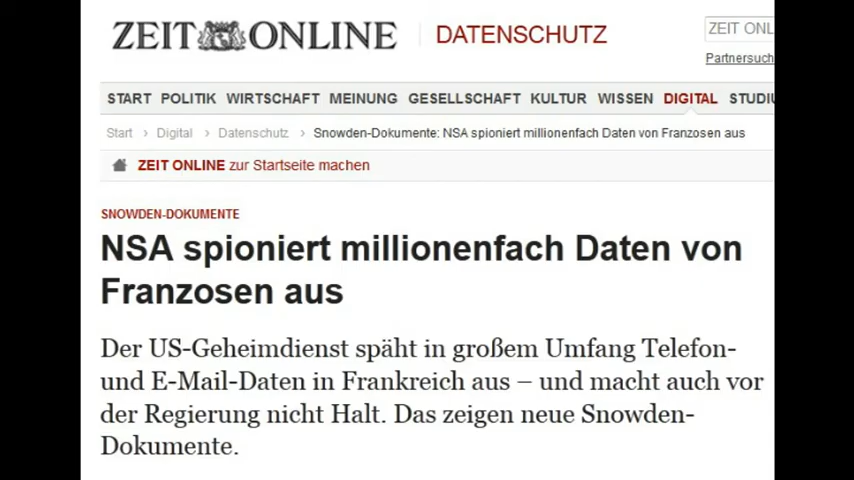 ZEIT ONLINE DATENSCHUTZ ZEIT ONL
Partnersuch
START POLITIK WIRTSCHAFT MEINUNG GESELLSCHAFT KULTUR WISSEN DIGITAL STUDIU
Start › Digital › Datenschutz › Snowden-Dokumente: NSA spioniert millionenfach Daten von Franzosen aus
ZEIT ONLINE zur Startseite machen
SNOWDEN-DOKUMENTE
NSA spioniert millionenfach Daten von
Franzosen aus
Der US-Geheimdienst späht in großem Umfang Telefon-
und E-Mail-Daten in Frankreich aus – und macht auch vor
der Regierung nicht Halt. Das zeigen neue Snowden-
Dokumente.